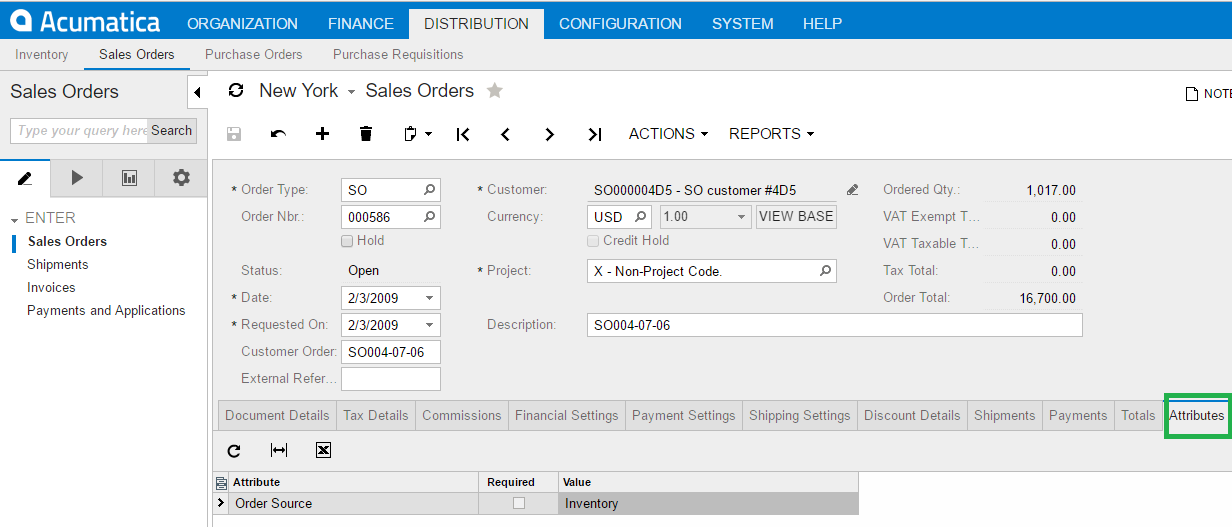 Acumatica ORGANIZATION FINANCE DISTRIBUTION CONFIGURATION SYSTEM HELP
Inventory Sales Orders Purchase Orders Purchase Requisitions
Sales Orders
Type your query here Search
ENTER
Sales Orders
Shipments
Invoices
Payments and Applications
New York Sales Orders NOTE
ACTIONS REPORTS
* Order Type: SO * Customer: SO000004D5 - SO customer #4D5 Ordered Qty.: 1,017.00
Order Nbr.: 000586 Currency: USD 1.00 VIEW BASE VAT Exempt T... 0.00
Hold Credit Hold VAT Taxable T... 0.00
Status: Open * Project: X - Non-Project Code. Tax Total: 0.00
* Date: 2/3/2009 Order Total: 16,700.00
* Requested On: 2/3/2009 Description: SO004-07-06
Customer Order: SO004-07-06
External Refer...
Document Details Tax Details Commissions Financial Settings Payment Settings Shipping Settings Discount Details Shipments Payments Totals Attributes
Attribute Required Value
Order Source Inventory